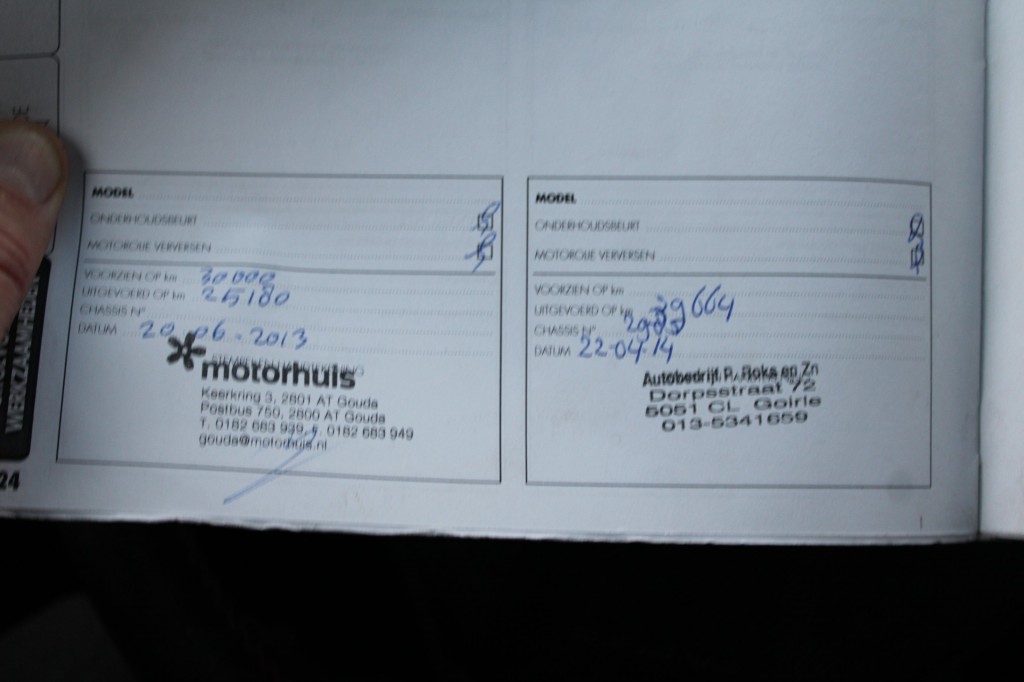 WERKZAAMHEDEN
24
MODEL
ONDERHOUDSBEURT
MOTOROLIE VERVERSEN
VOORZIEN OP km 30000
UITGEVOERD OP km 25180
CHASSIS N°
DATUM 20-06-2013
motorhuis
Keerkring 3, 2801 AT Gouda
Postbus 750, 2800 AT Gouda
T. 0182 683 939, F. 0182 683 949
gouda@motorhuis.nl
MODEL
ONDERHOUDSBEURT
MOTOROLIE VERVERSEN
VOORZIEN OP km
UITGEVOERD OP km 39664
CHASSIS N°
DATUM 22-04-14
Autobedrijf P. Roks en Zn
Dorpsstraat 72
5051 CL Goirle
013-5341659